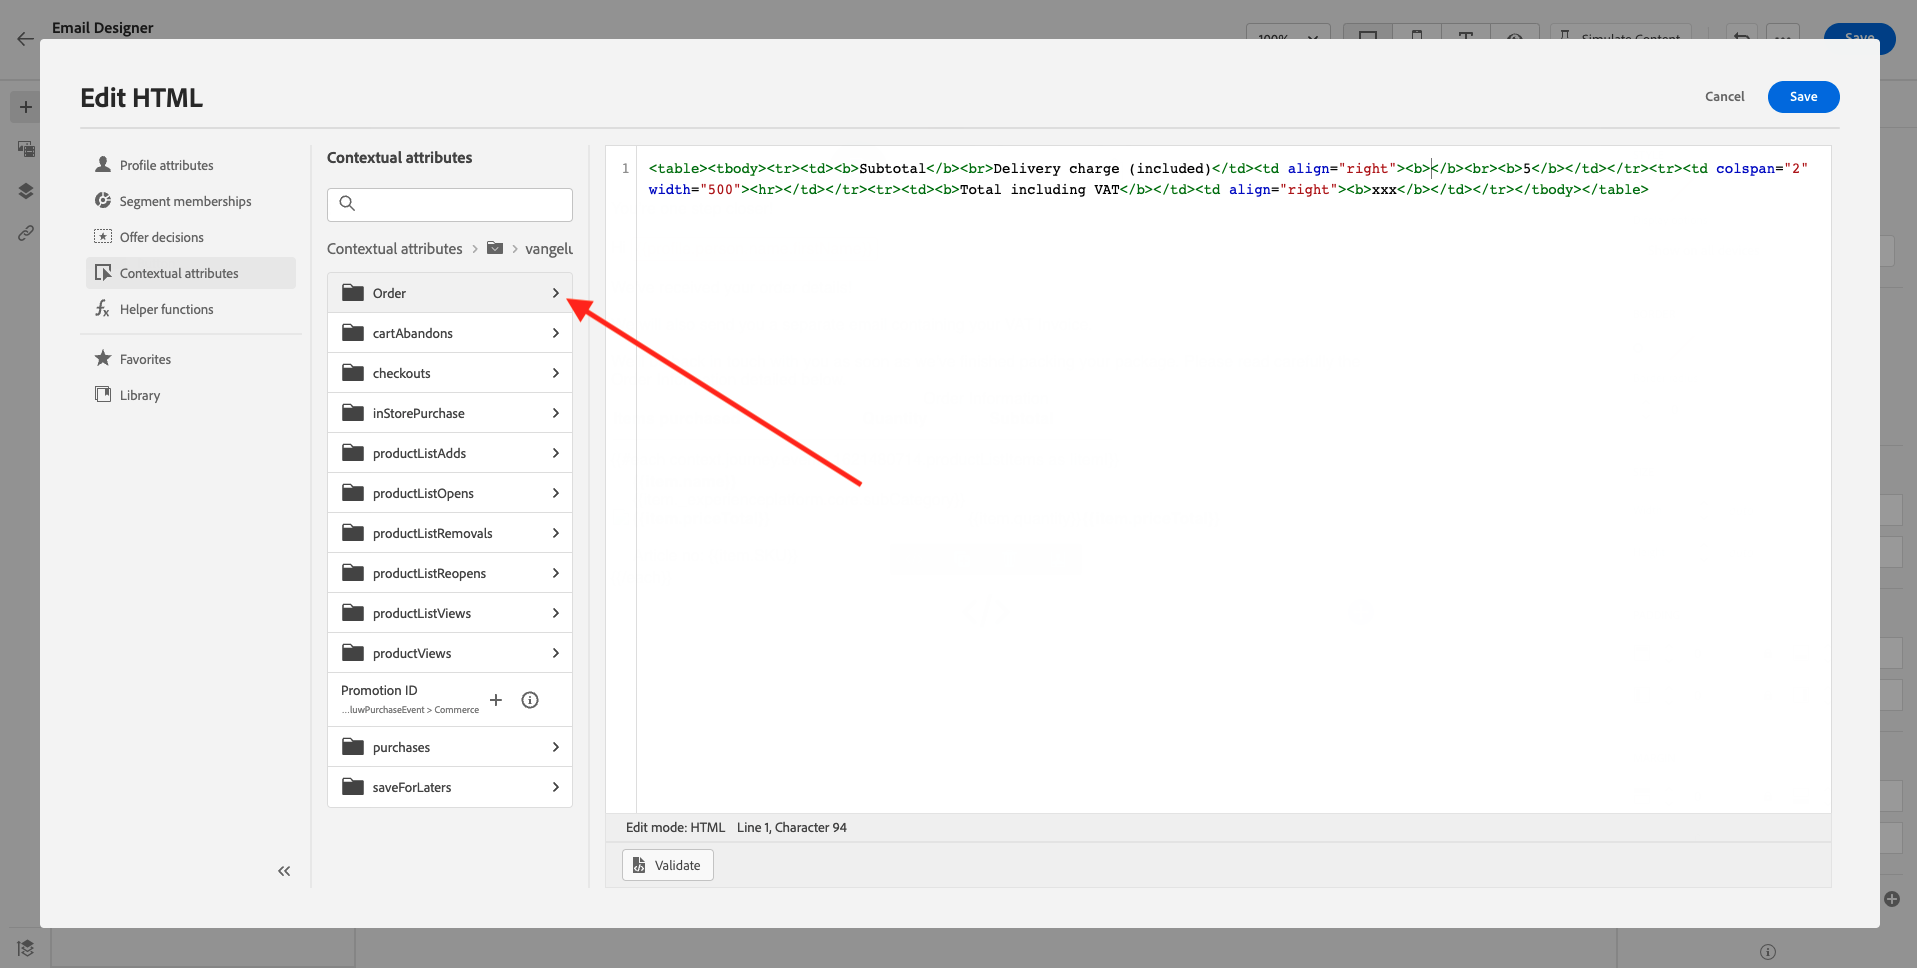 Email Designer
100%
Simulate Content
Save
Edit HTML
Cancel
Save
Profile attributes
Segment memberships
Offer decisions
Contextual attributes
Helper functions
Favorites
Library
Contextual attributes
Contextual attributes > > vangelu
Order
cartAbandons
checkouts
inStorePurchase
productListAdds
productListOpens
productListRemovals
productListReopens
productListViews
productViews
Promotion ID
...luwPurchaseEvent > Commerce
purchases
saveForLaters
1 <table><tbody><tr><td><b>Subtotal</b><br>Delivery charge (included)</td><td align="right"><b></b><br><b>5</b></td></tr><tr><td colspan="2"
width="500"><hr></td></tr><tr><td><b>Total including VAT</b></td><td align="right"><b>xxx</b></td></tr></tbody></table>
Edit mode: HTML Line 1, Character 94
Validate